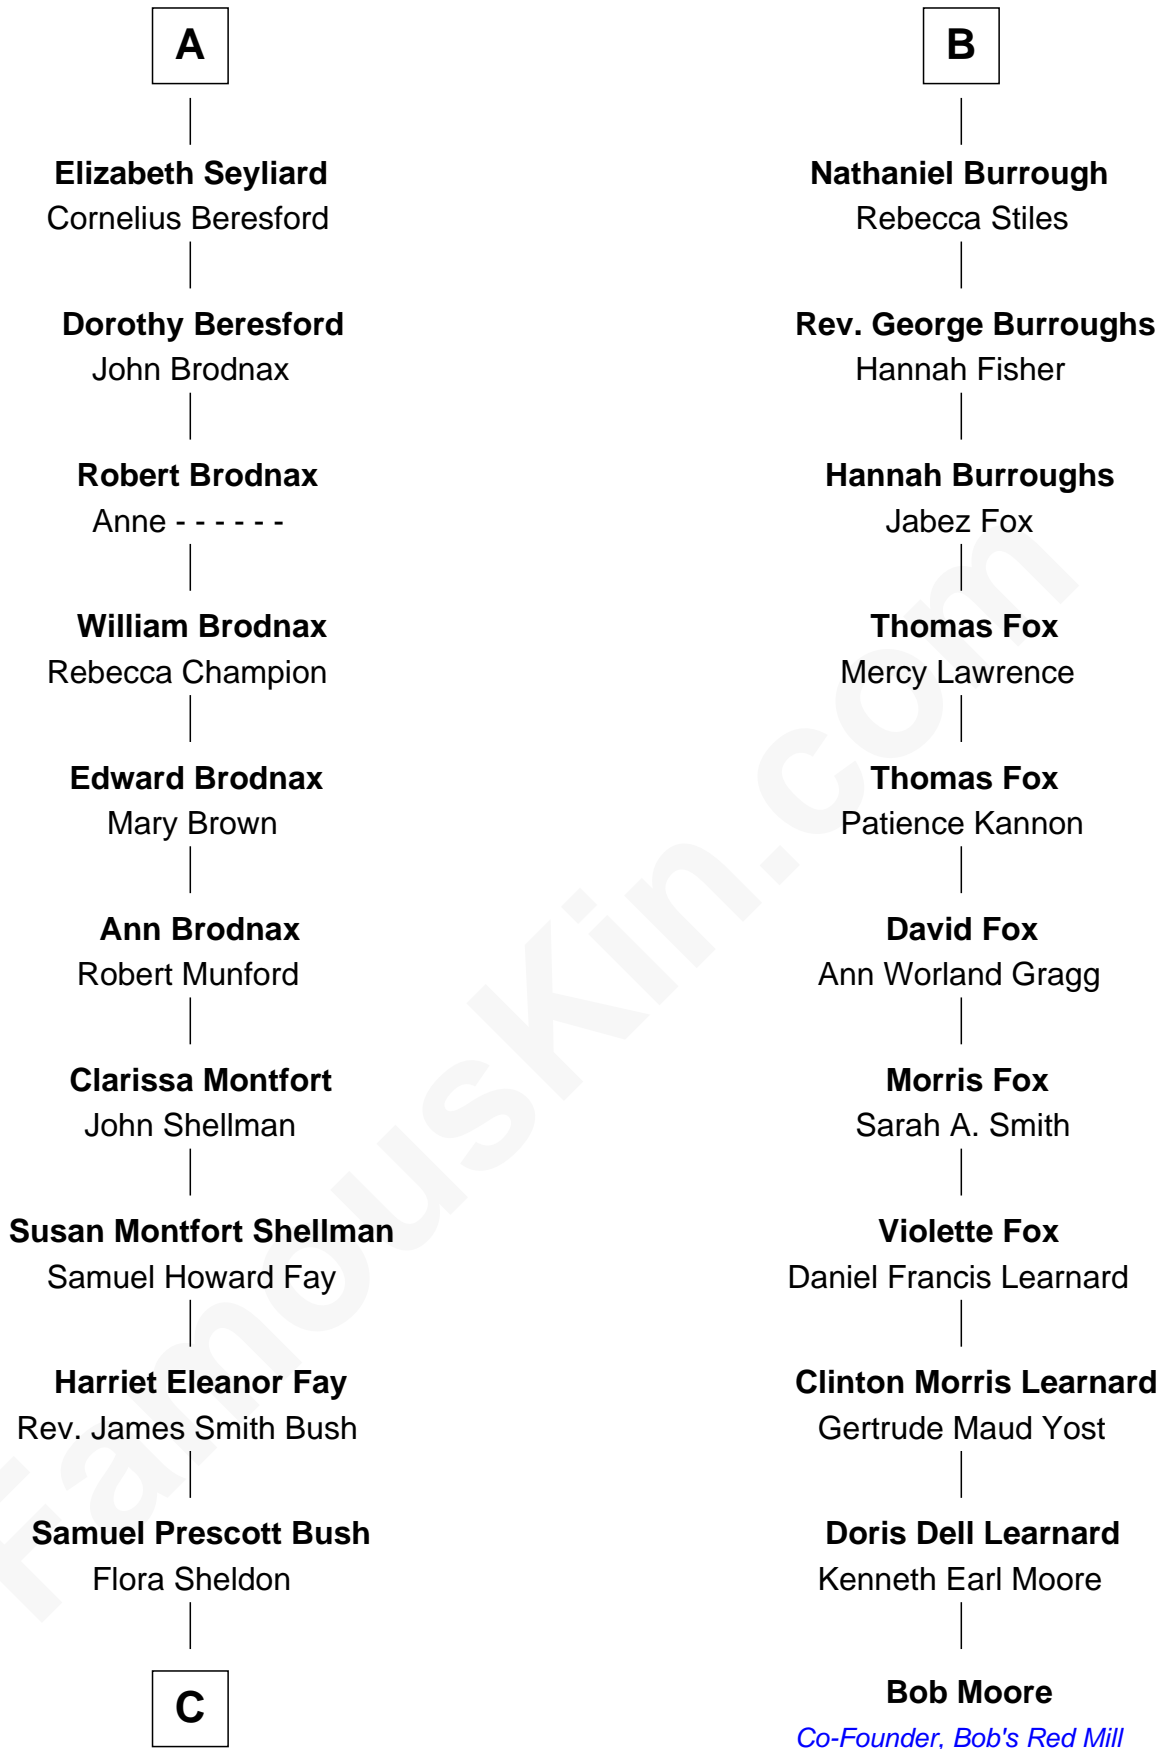 A
Elizabeth Seyliard
Cornelius Beresford
Dorothy Beresford
John Brodnax
Robert Brodnax
Anne - - - - - -
William Brodnax
Rebecca Champion
Edward Brodnax
Mary Brown
Ann Brodnax
Robert Munford
Clarissa Montfort
John Shellman
Susan Montfort Shellman
Samuel Howard Fay
Harriet Eleanor Fay
Rev. James Smith Bush
Samuel Prescott Bush
Flora Sheldon
C
B
Nathaniel Burrough
Rebecca Stiles
Rev. George Burroughs
Hannah Fisher
Hannah Burroughs
Jabez Fox
Thomas Fox
Mercy Lawrence
Thomas Fox
Patience Kannon
David Fox
Ann Worland Gragg
Morris Fox
Sarah A. Smith
Violette Fox
Daniel Francis Learnard
Clinton Morris Learnard
Gertrude Maud Yost
Doris Dell Learnard
Kenneth Earl Moore
Bob Moore
Co-Founder, Bob's Red Mill
FamousKin.com